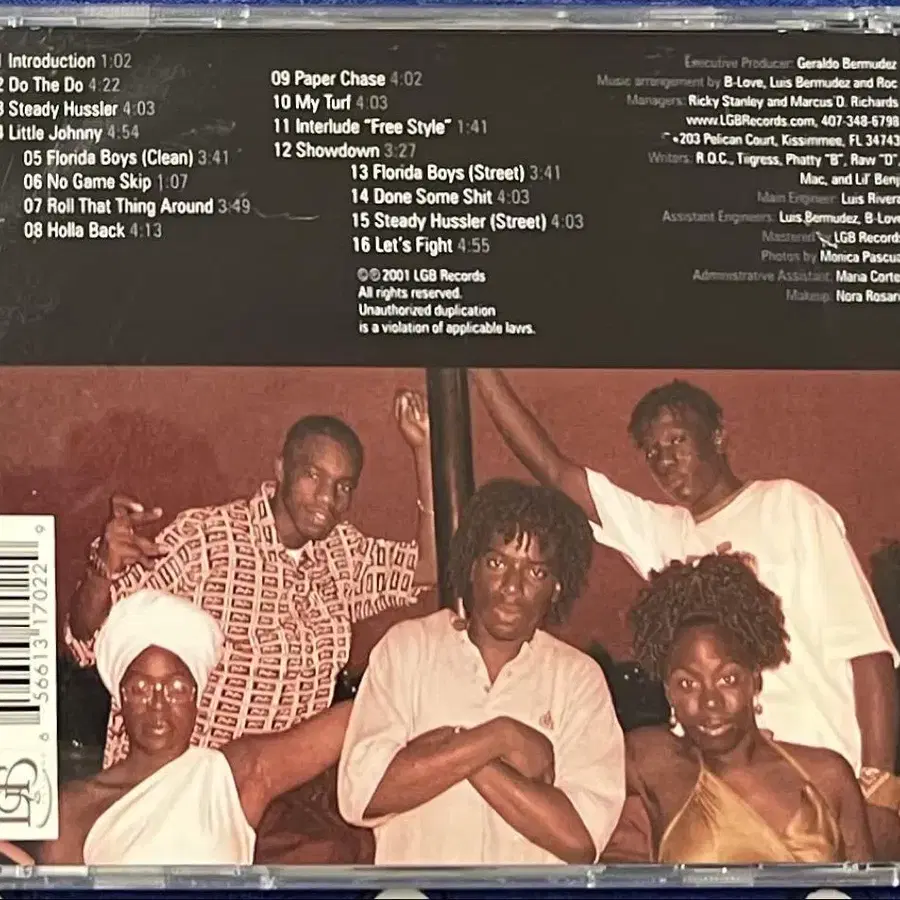 1 Introduction 1:02
2 Do The Do 4:22
3 Steady Hussler 4:03
4 Little Johnny 4:54
05 Florida Boys (Clean) 3:41
06 No Game Skip 1:07
07 Roll That Thing Around 3:49
08 Holla Back 4:13
09 Paper Chase 4:02
10 My Turf 4:03
11 Interlude "Free Style" 1:41
12 Showdown 3:27
13 Florida Boys (Street) 3:41
14 Done Some Shit 4:03
15 Steady Hussler (Street) 4:03
16 Let's Fight 4:55
©℗ 2001 LGB Records
All rights reserved.
Unauthorized duplication
is a violation of applicable laws.
Executive Producer: Geraldo Bermudez
Music arrangement by B-Love, Luis Bermudez and Roc
Managers: Ricky Stanley and Marcus D. Richards
www.LGBRecords.com, 407-348-6798
203 Pelican Court, Kissimmee, FL 34743
Writers: R.O.C., Tiigress, Phatty "B", Raw "D",
Mac, and Lil' Benji
Main Engineer: Luis Rivera
Assistant Engineers: Luis Bermudez, B-Love
Mastered LGB Records
Photos by Monica Pascua
Administrative Assistant: Maria Corte
Makeup: Nora Rosari
6 56613 17022 9
LGB